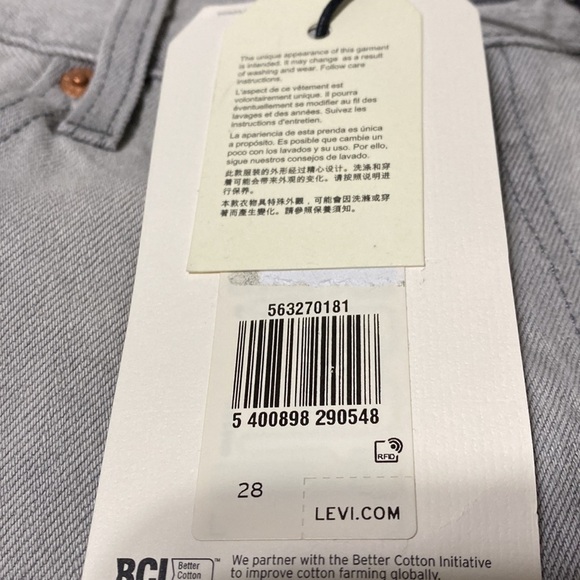 The unique appearance of this garment
is intended. It may change as a result
of washing and wear. Follow care
instructions.
L'aspect de ce vêtement est
volontairement unique. Il pourra
éventuellement se modifier au fil des
lavages et des années. Suivez les
instructions d'entretien.
La apariencia de esta prenda es única
a propósito. Es posible que cambie un
poco con los lavados y su uso. Por ello,
sigue nuestros consejos de lavado.
此款服装的外形经过精心设计。洗涤和穿
着可能会带来外观的变化。请按照说明进
行保养。
本款衣物具特殊外觀，可能會因洗滌或穿
著而產生變化。請參照保養須知。
563270181
5 400898 290548
RFID
28
LEVI.COM
BCI
Better
Cotton
We partner with the Better Cotton Initiative
to improve cotton farming globally.